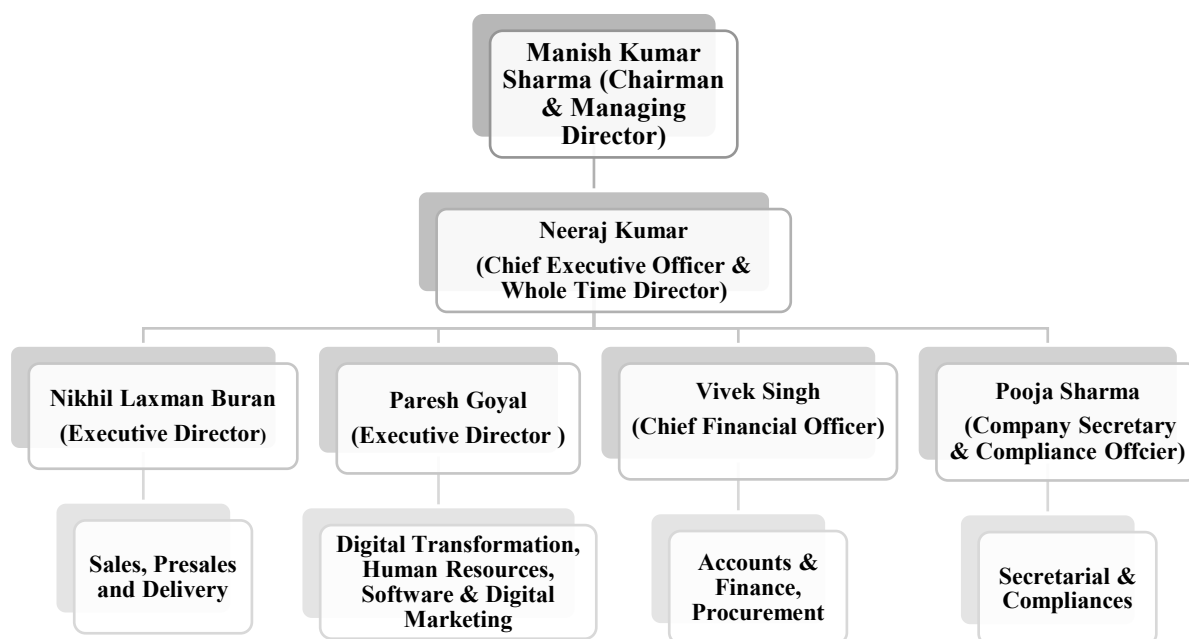 Manish Kumar
Sharma (Chairman
& Managing
Director)
Neeraj Kumar
(Chief Executive Officer &
Whole Time Director)
Nikhil Laxman Buran
(Executive Director)
Paresh Goyal
(Executive Director )
Vivek Singh
(Chief Financial Officer)
Pooja Sharma
(Company Secretary
& Compliance Offcier)
Sales, Presales
and Delivery
Digital Transformation,
Human Resources,
Software & Digital
Marketing
Accounts &
Finance,
Procurement
Secretarial &
Compliances